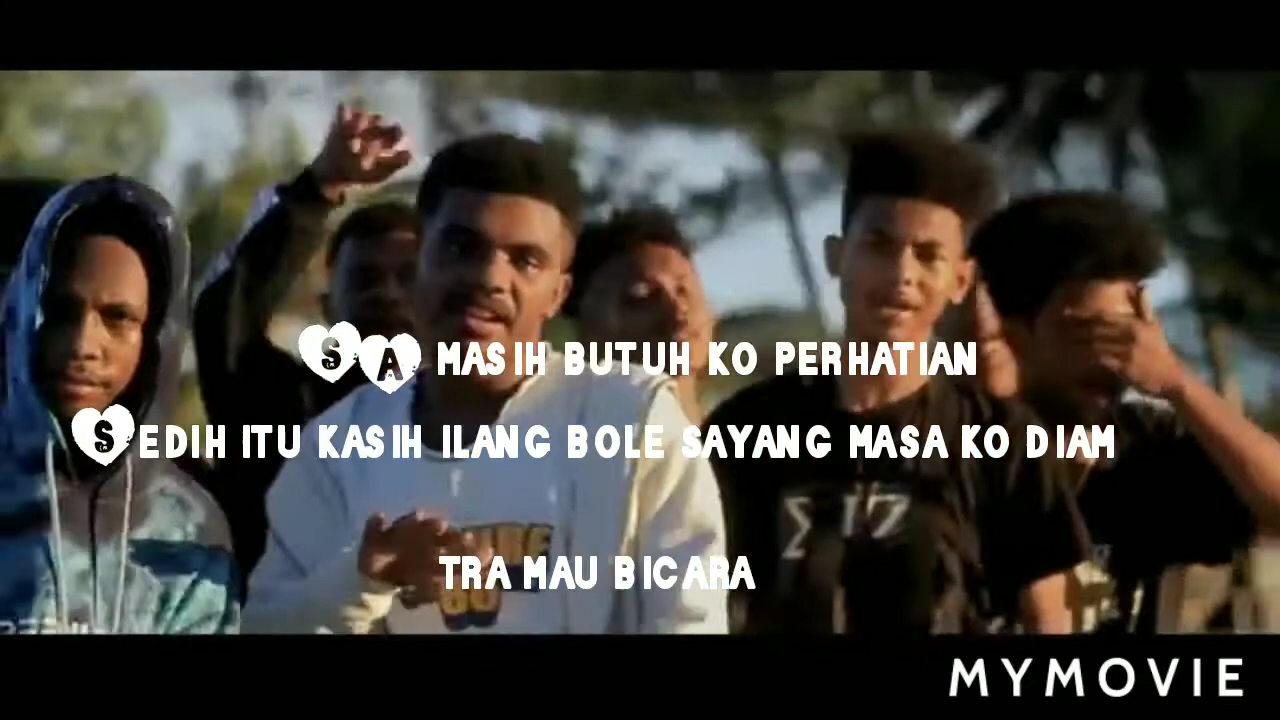 SA MASIH BUTUH KO PERHATIAN
SEDIH ITU KASIH ILANG BOLE SAYANG MASA KO DIAM
TRA MAU BICARA
MYMOVIE